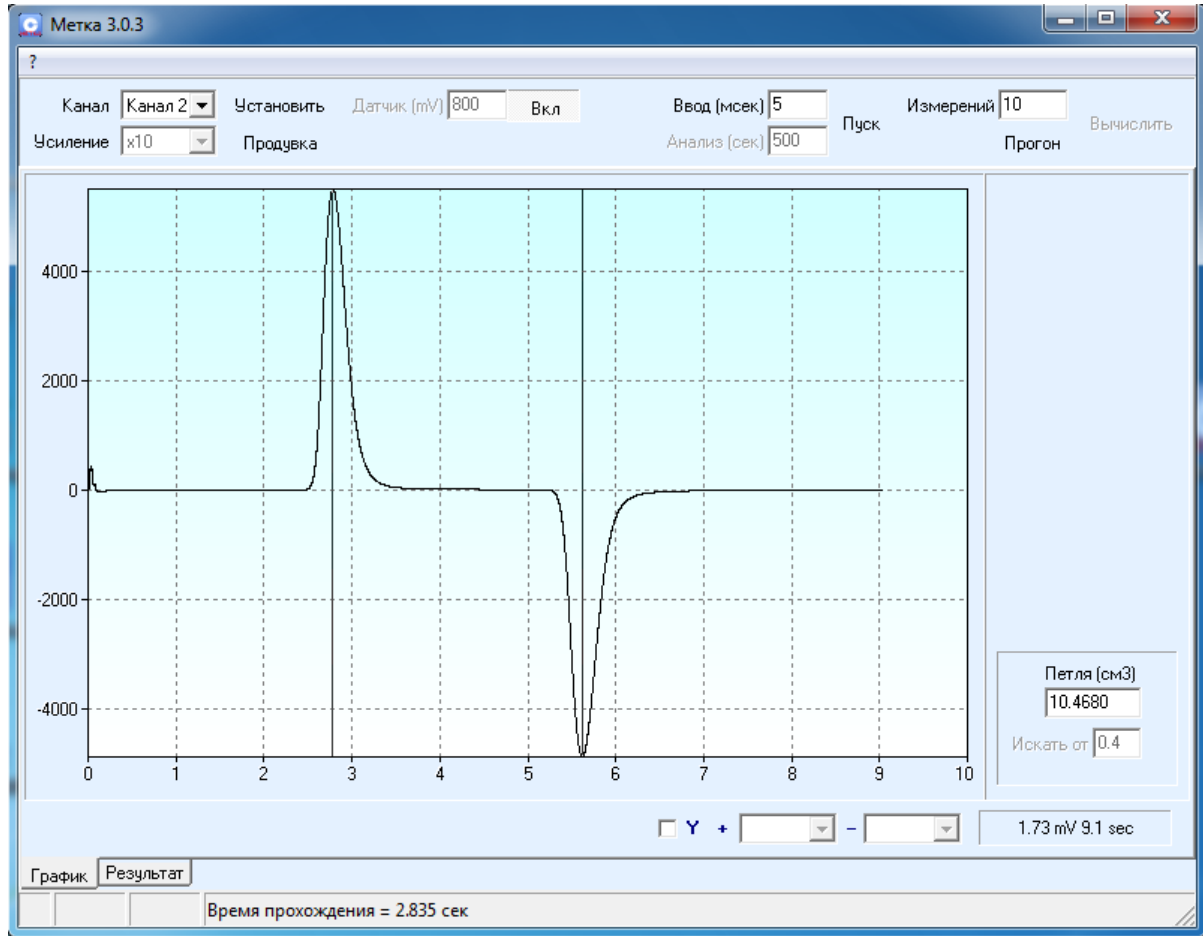 Метка 3.0.3
?
Канал Канал 2 Установить Датчик (mV) 800 Вкл Ввод (мсек) 5 Пуск Измерений 10 Вычислить
Усиление x10 Продувка Анализ (сек) 500 Прогон
4000
2000
0
-2000
-4000
0 1 2 3 4 5 6 7 8 9 10
Петля (см3)
10.4680
Искать от 0.4
Y + - 1.73 mV 9.1 sec
График Результат
Время прохождения = 2.835 сек